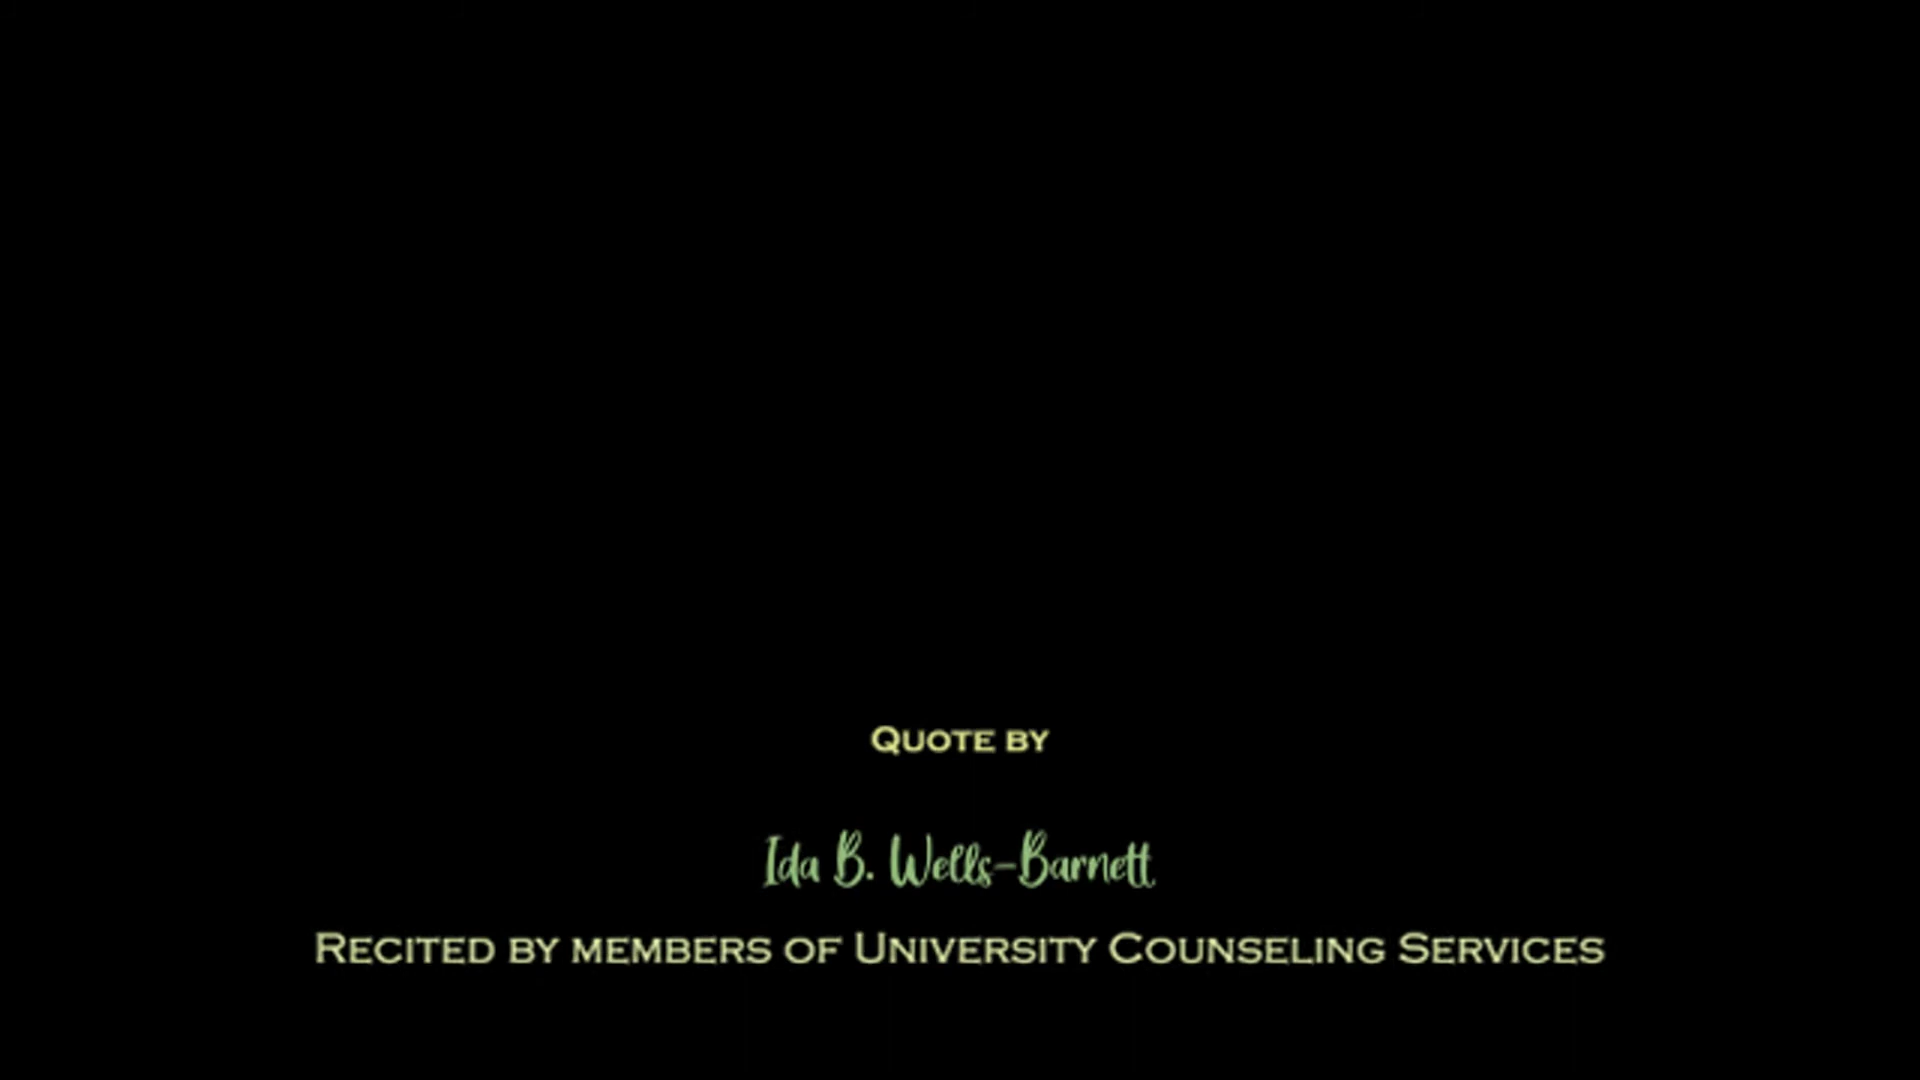 Quote by
Ida B. Wells-Barnett
Recited by members of University Counseling Services